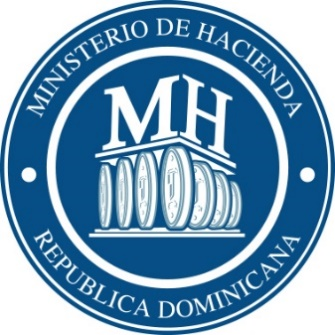 MINISTERIO DE HACIENDA
MH
REPUBLICA DOMINICANA